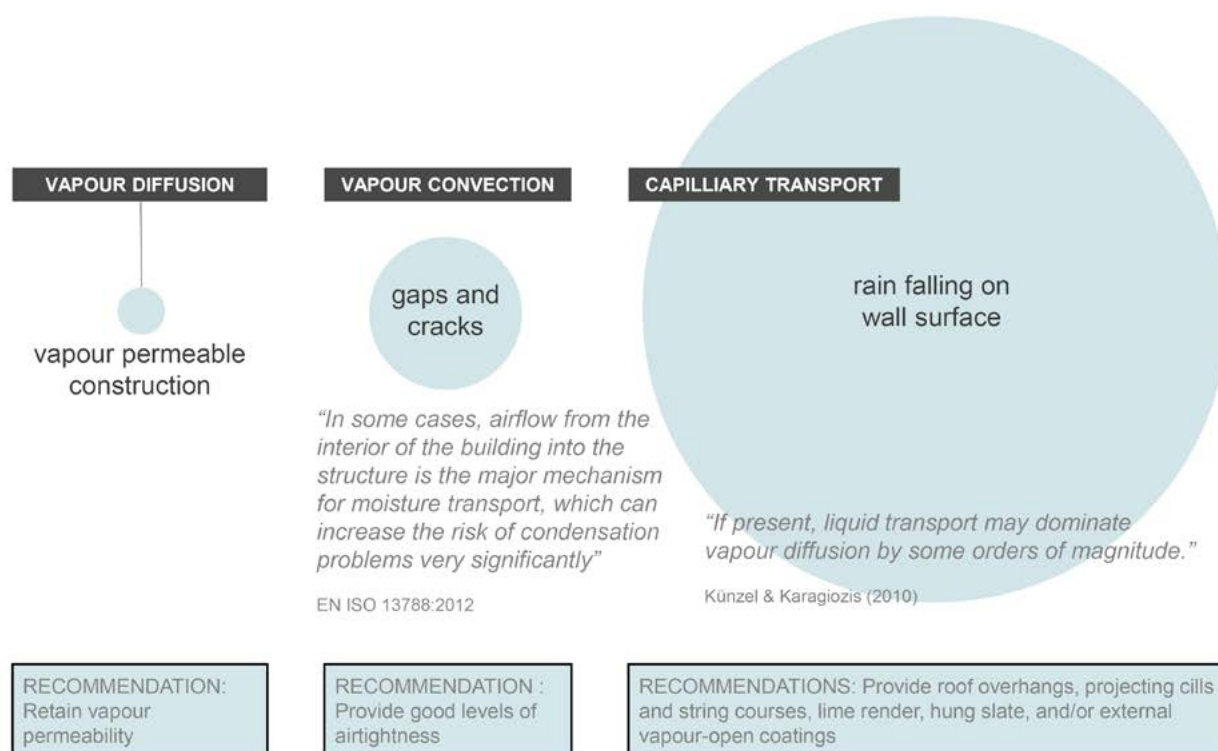 VAPOUR DIFFUSION
vapour permeable
construction
VAPOUR CONVECTION
gaps and
cracks
“In some cases, airflow from the
interior of the building into the
structure is the major mechanism
for moisture transport, which can
increase the risk of condensation
problems very significantly”
EN ISO 13788:2012
CAPILLIARY TRANSPORT
rain falling on
wall surface
“If present, liquid transport may dominate
vapour diffusion by some orders of magnitude.”
Künzel & Karagiozis (2010)
RECOMMENDATION:
Retain vapour
permeability
RECOMMENDATION :
Provide good levels of
airtightness
RECOMMENDATIONS: Provide roof overhangs, projecting cills
and string courses, lime render, hung slate, and/or external
vapour-open coatings